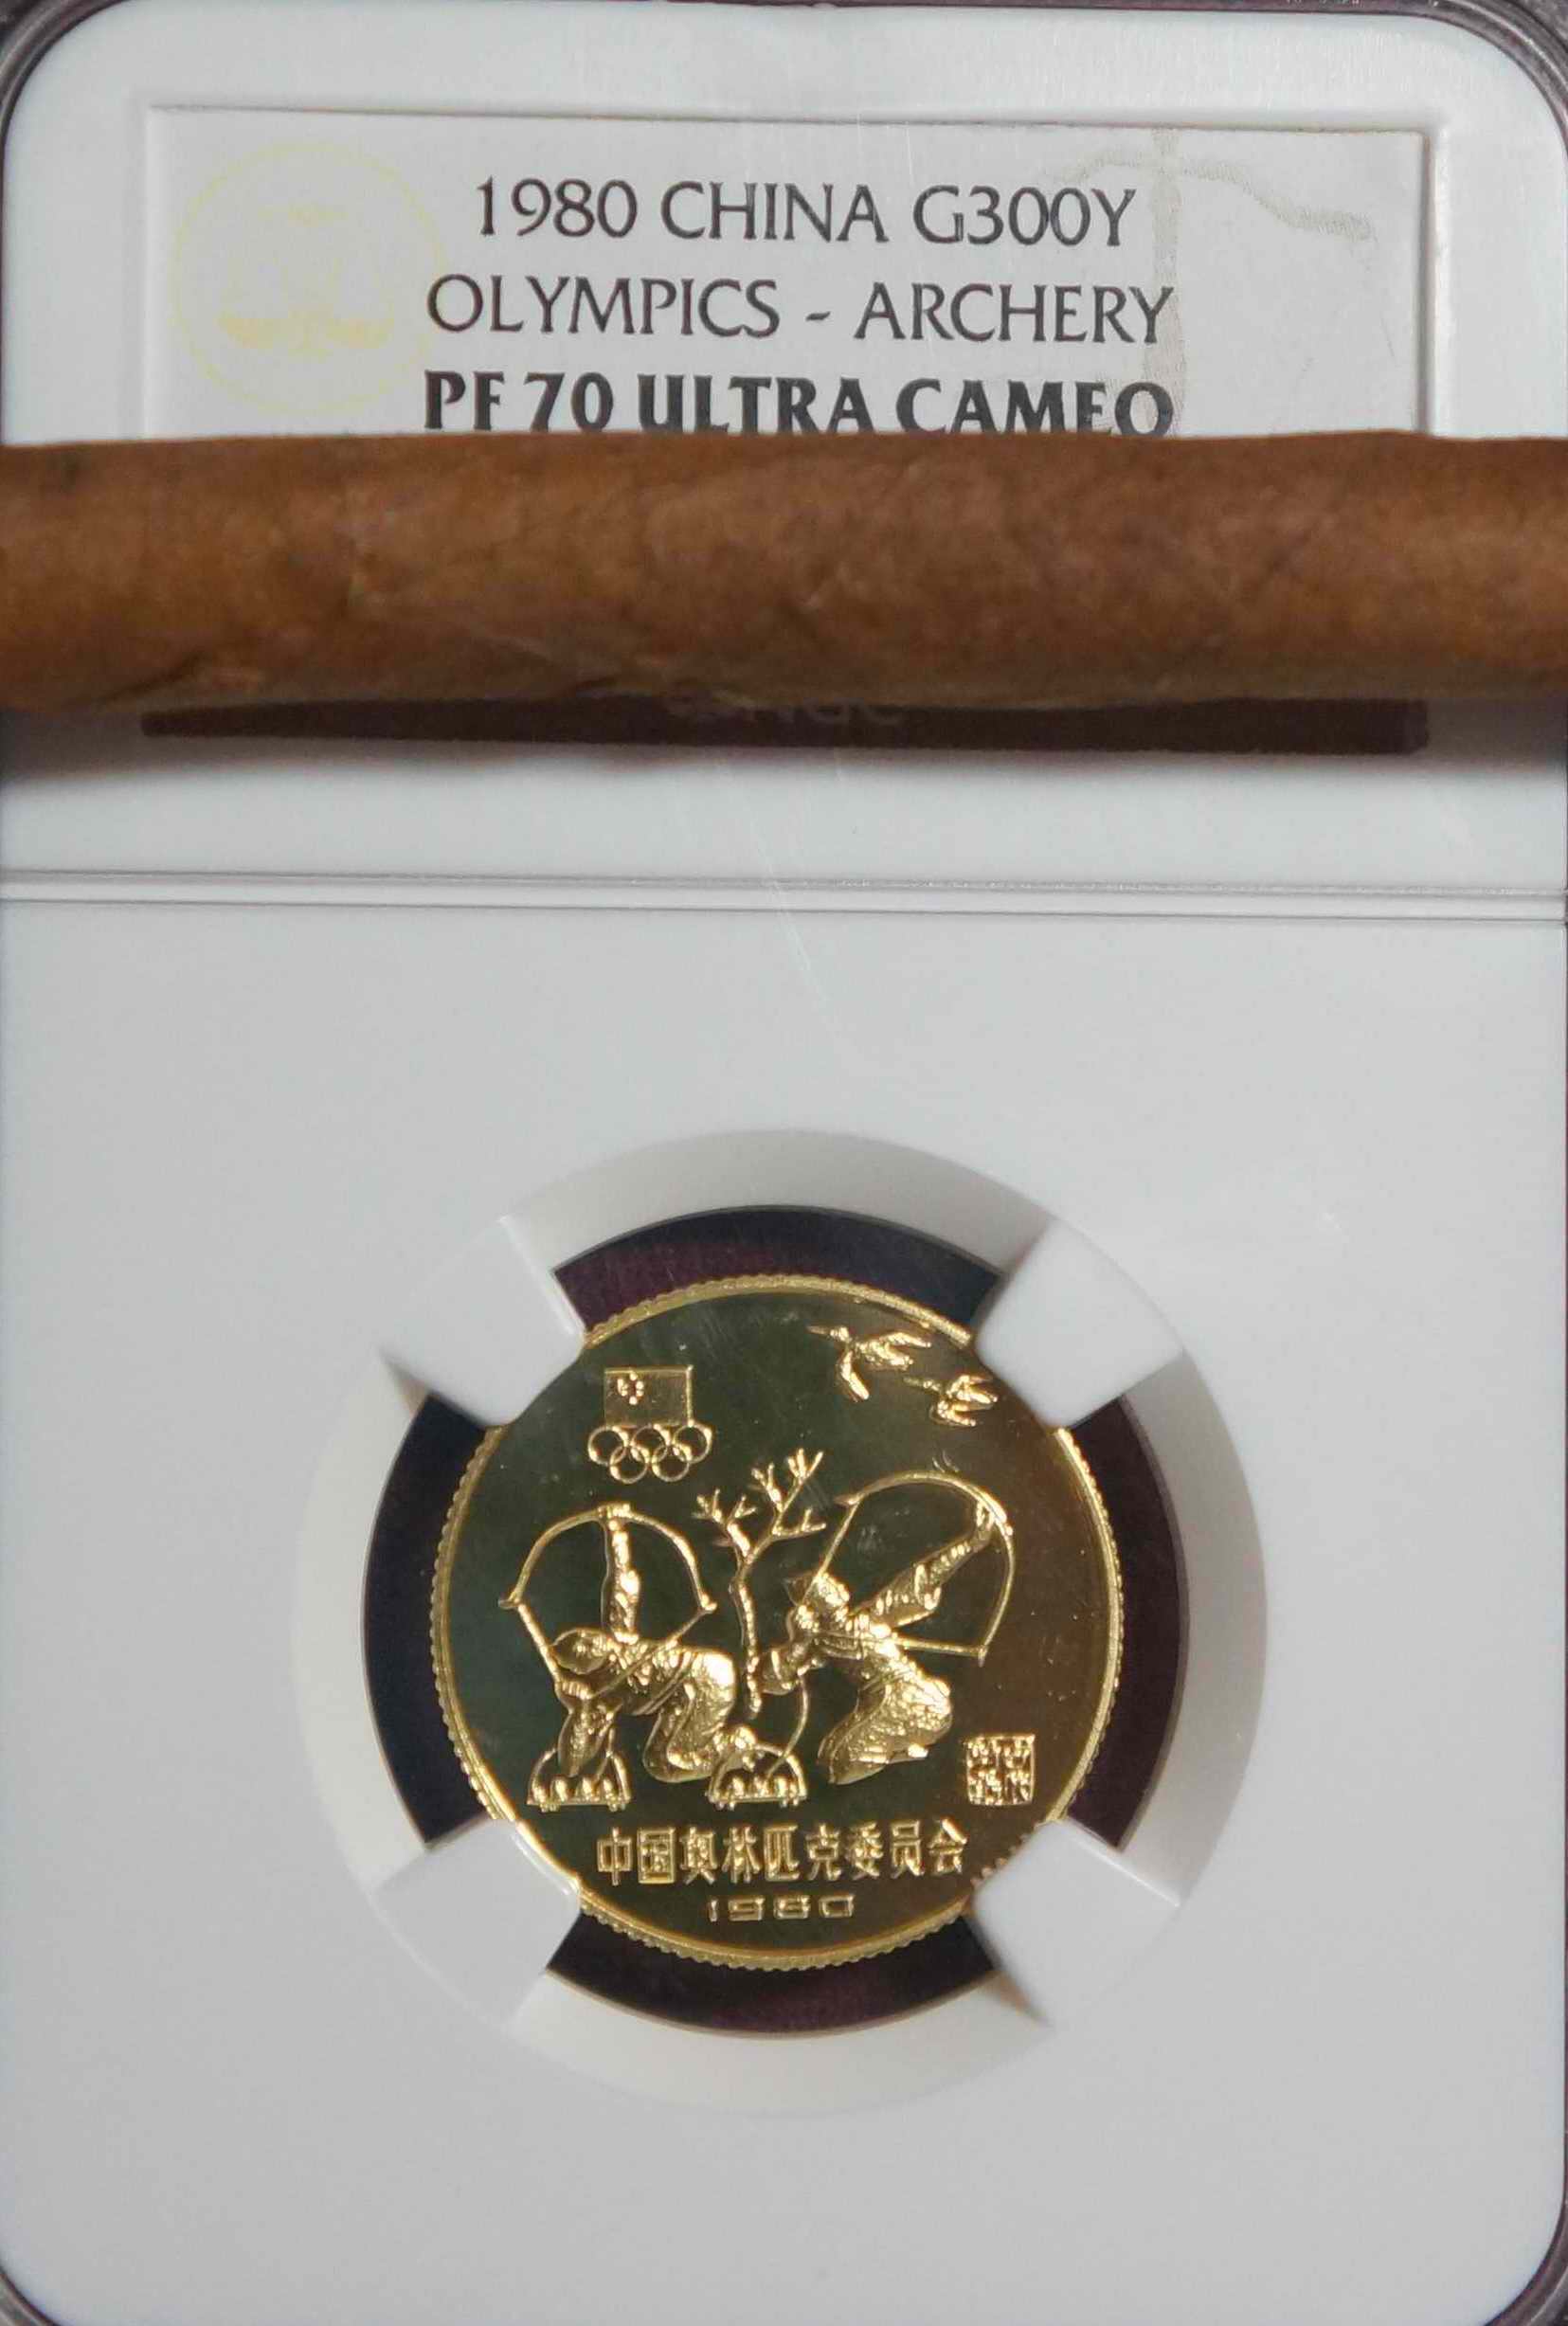 1980 CHINA G300Y
OLYMPICS - ARCHERY
PF 70 ULTRA CAMEO
NGC
中国奥林匹克委员会
1980